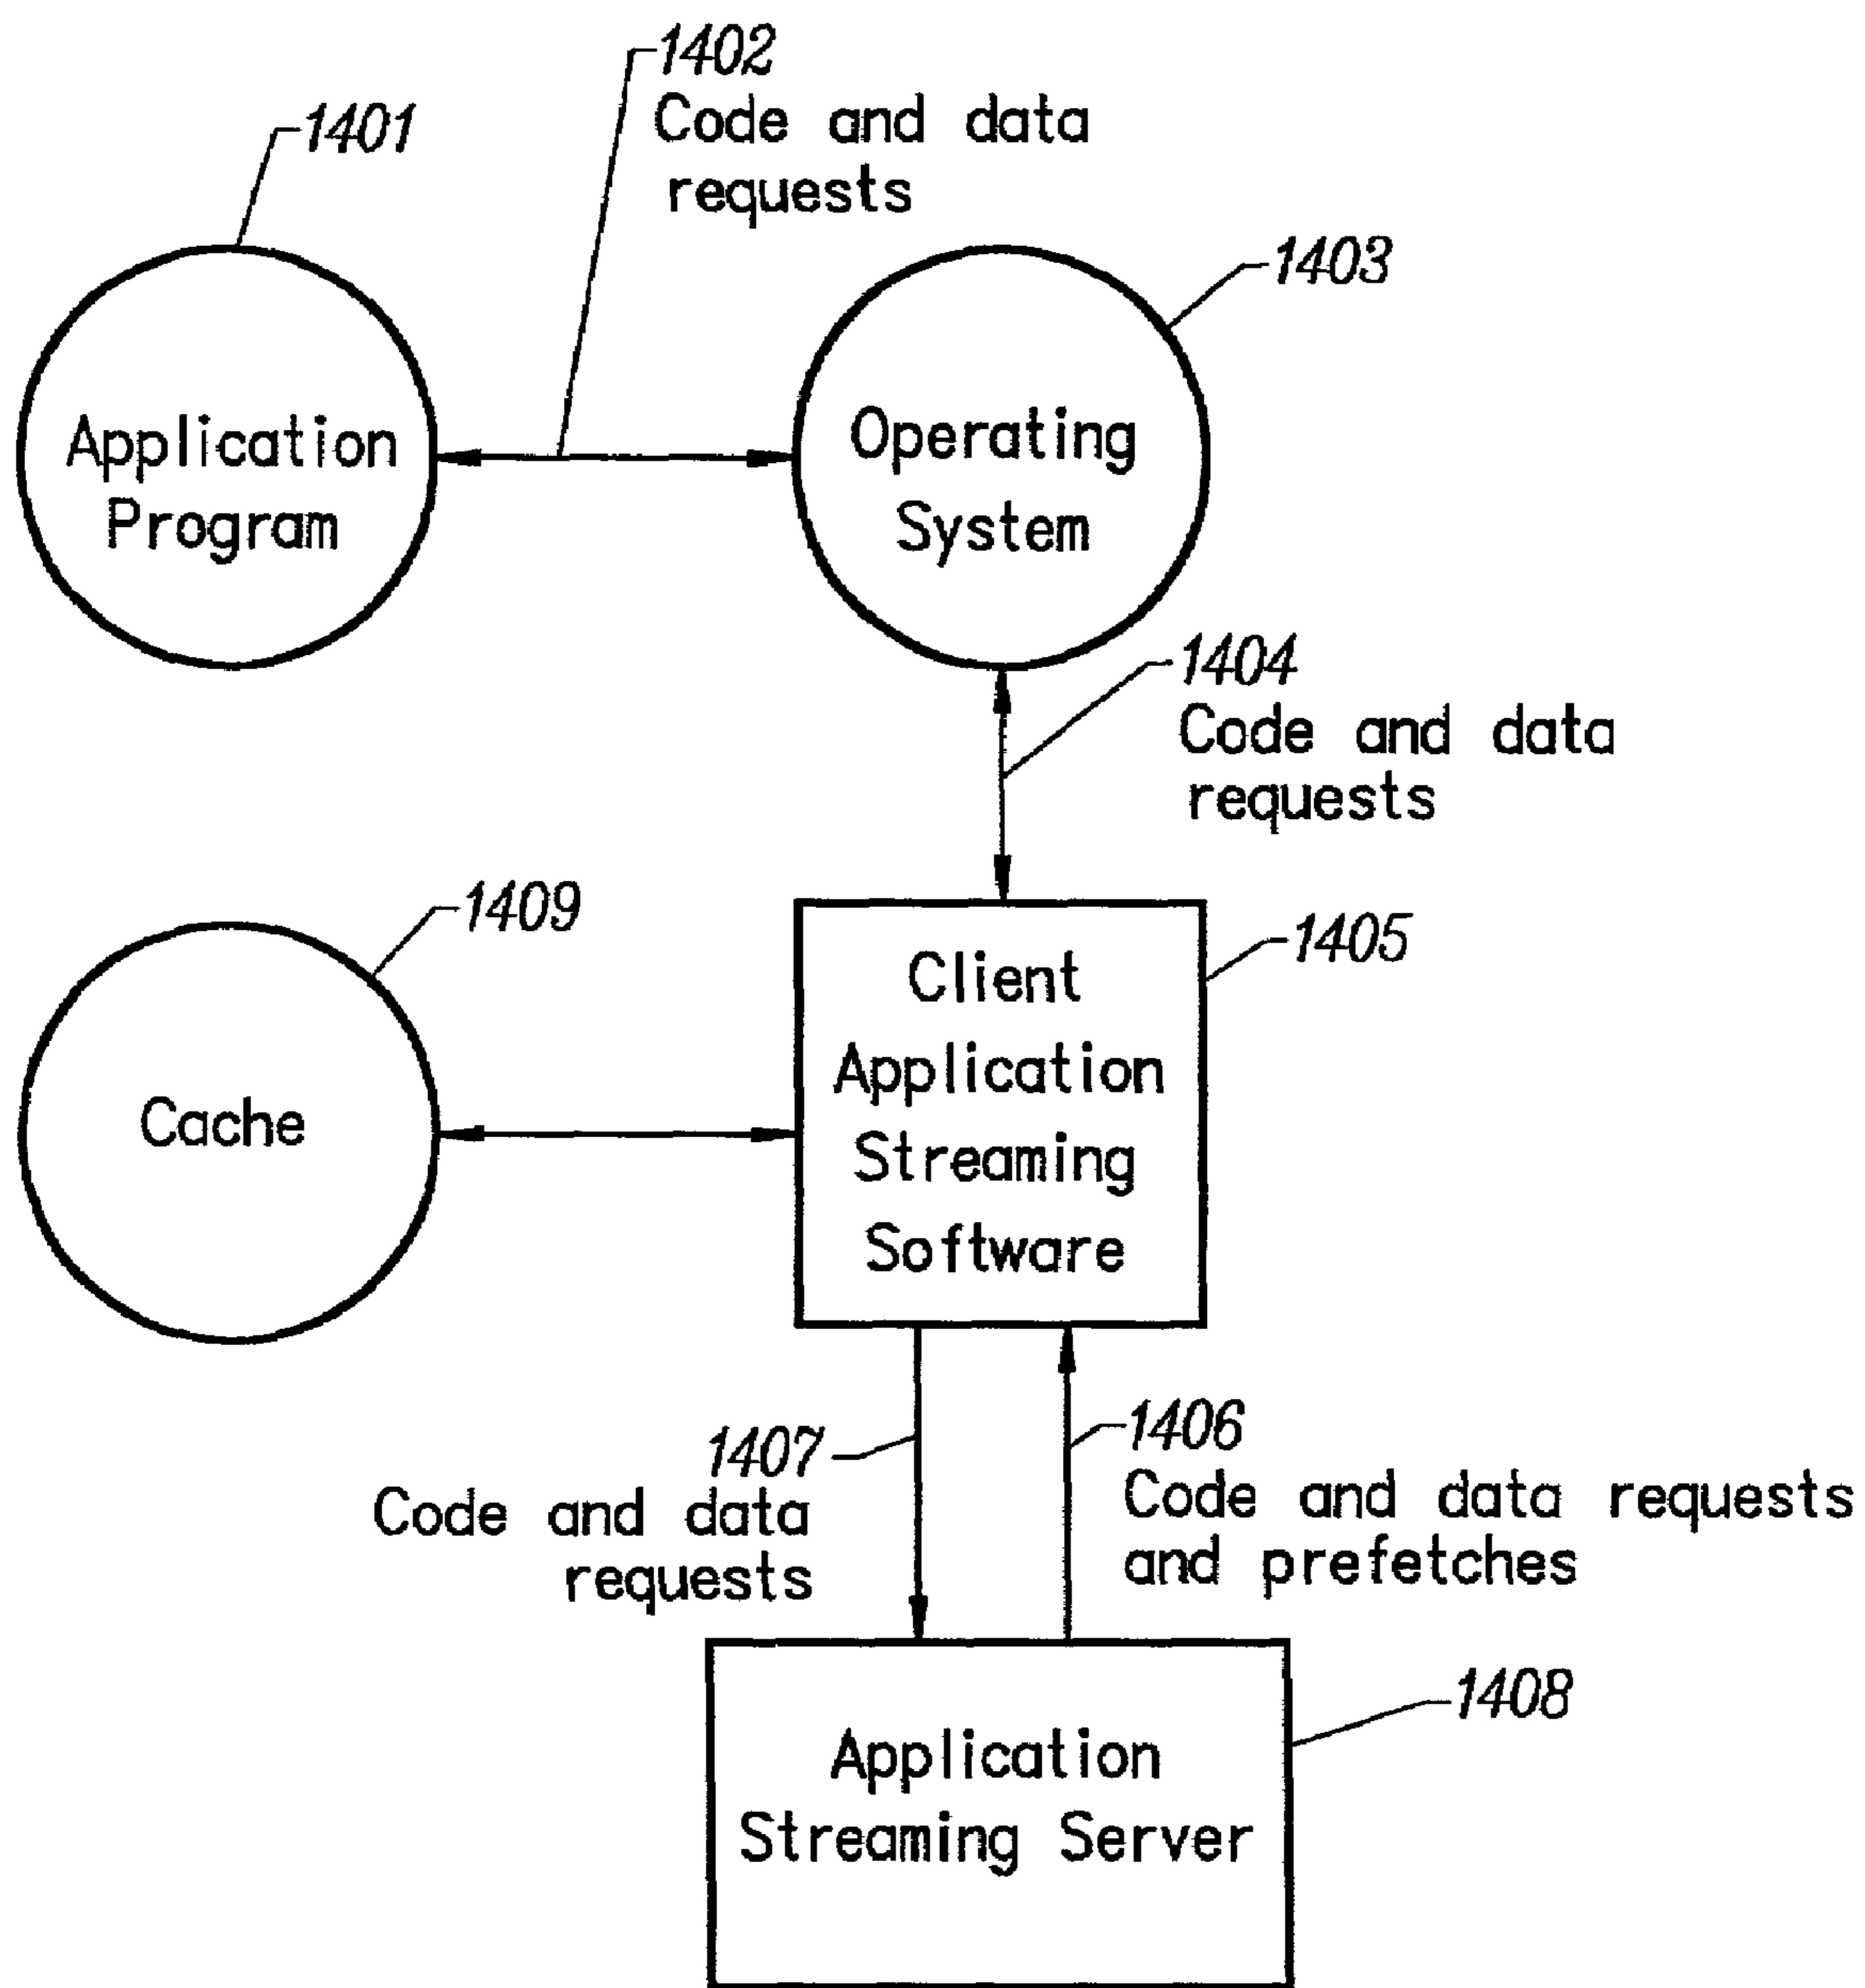 1402
Code and data
requests
1401
1403
Application
Program
Operating
System
1404
Code and data
requests
1409
1405
Cache
Client
Application
Streaming
Software
1407
Code and data
requests
1406
Code and data requests
and prefetches
1408
Application
Streaming Server